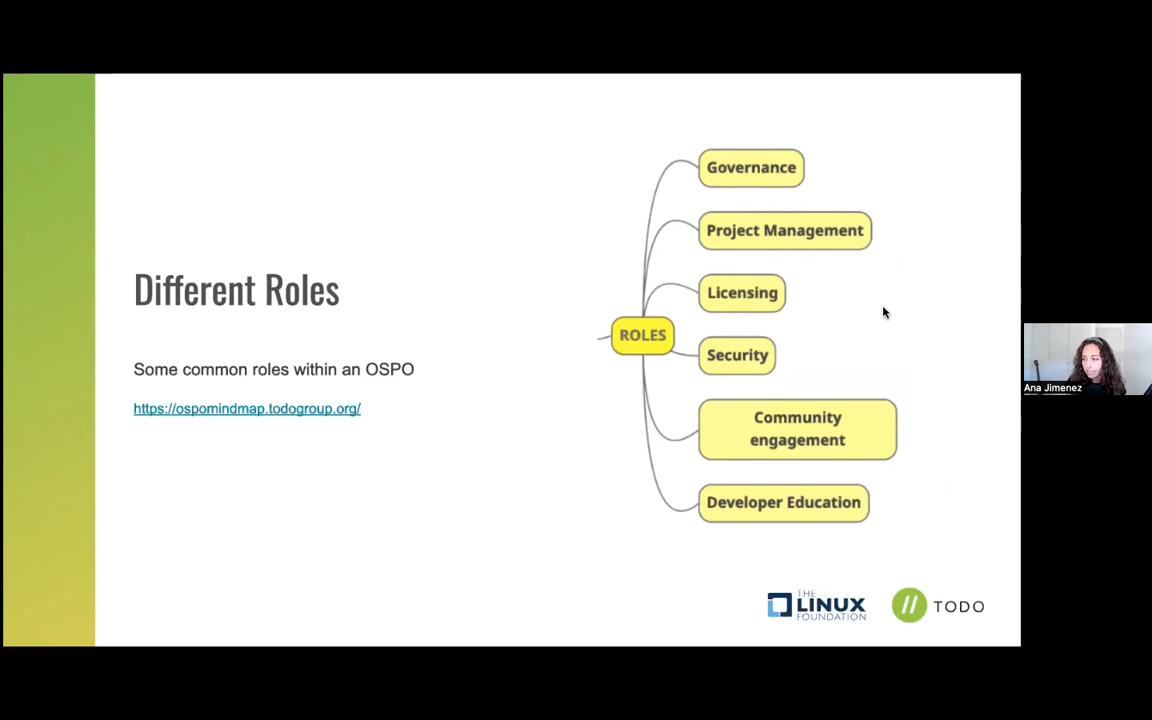 Different Roles
Some common roles within an OSPO
https://ospomindmap.todogroup.org/
ROLES
Governance
Project Management
Licensing
Security
Community
engagement
Developer Education
THE
LINUX
FOUNDATION
// TODO
Ana Jimenez